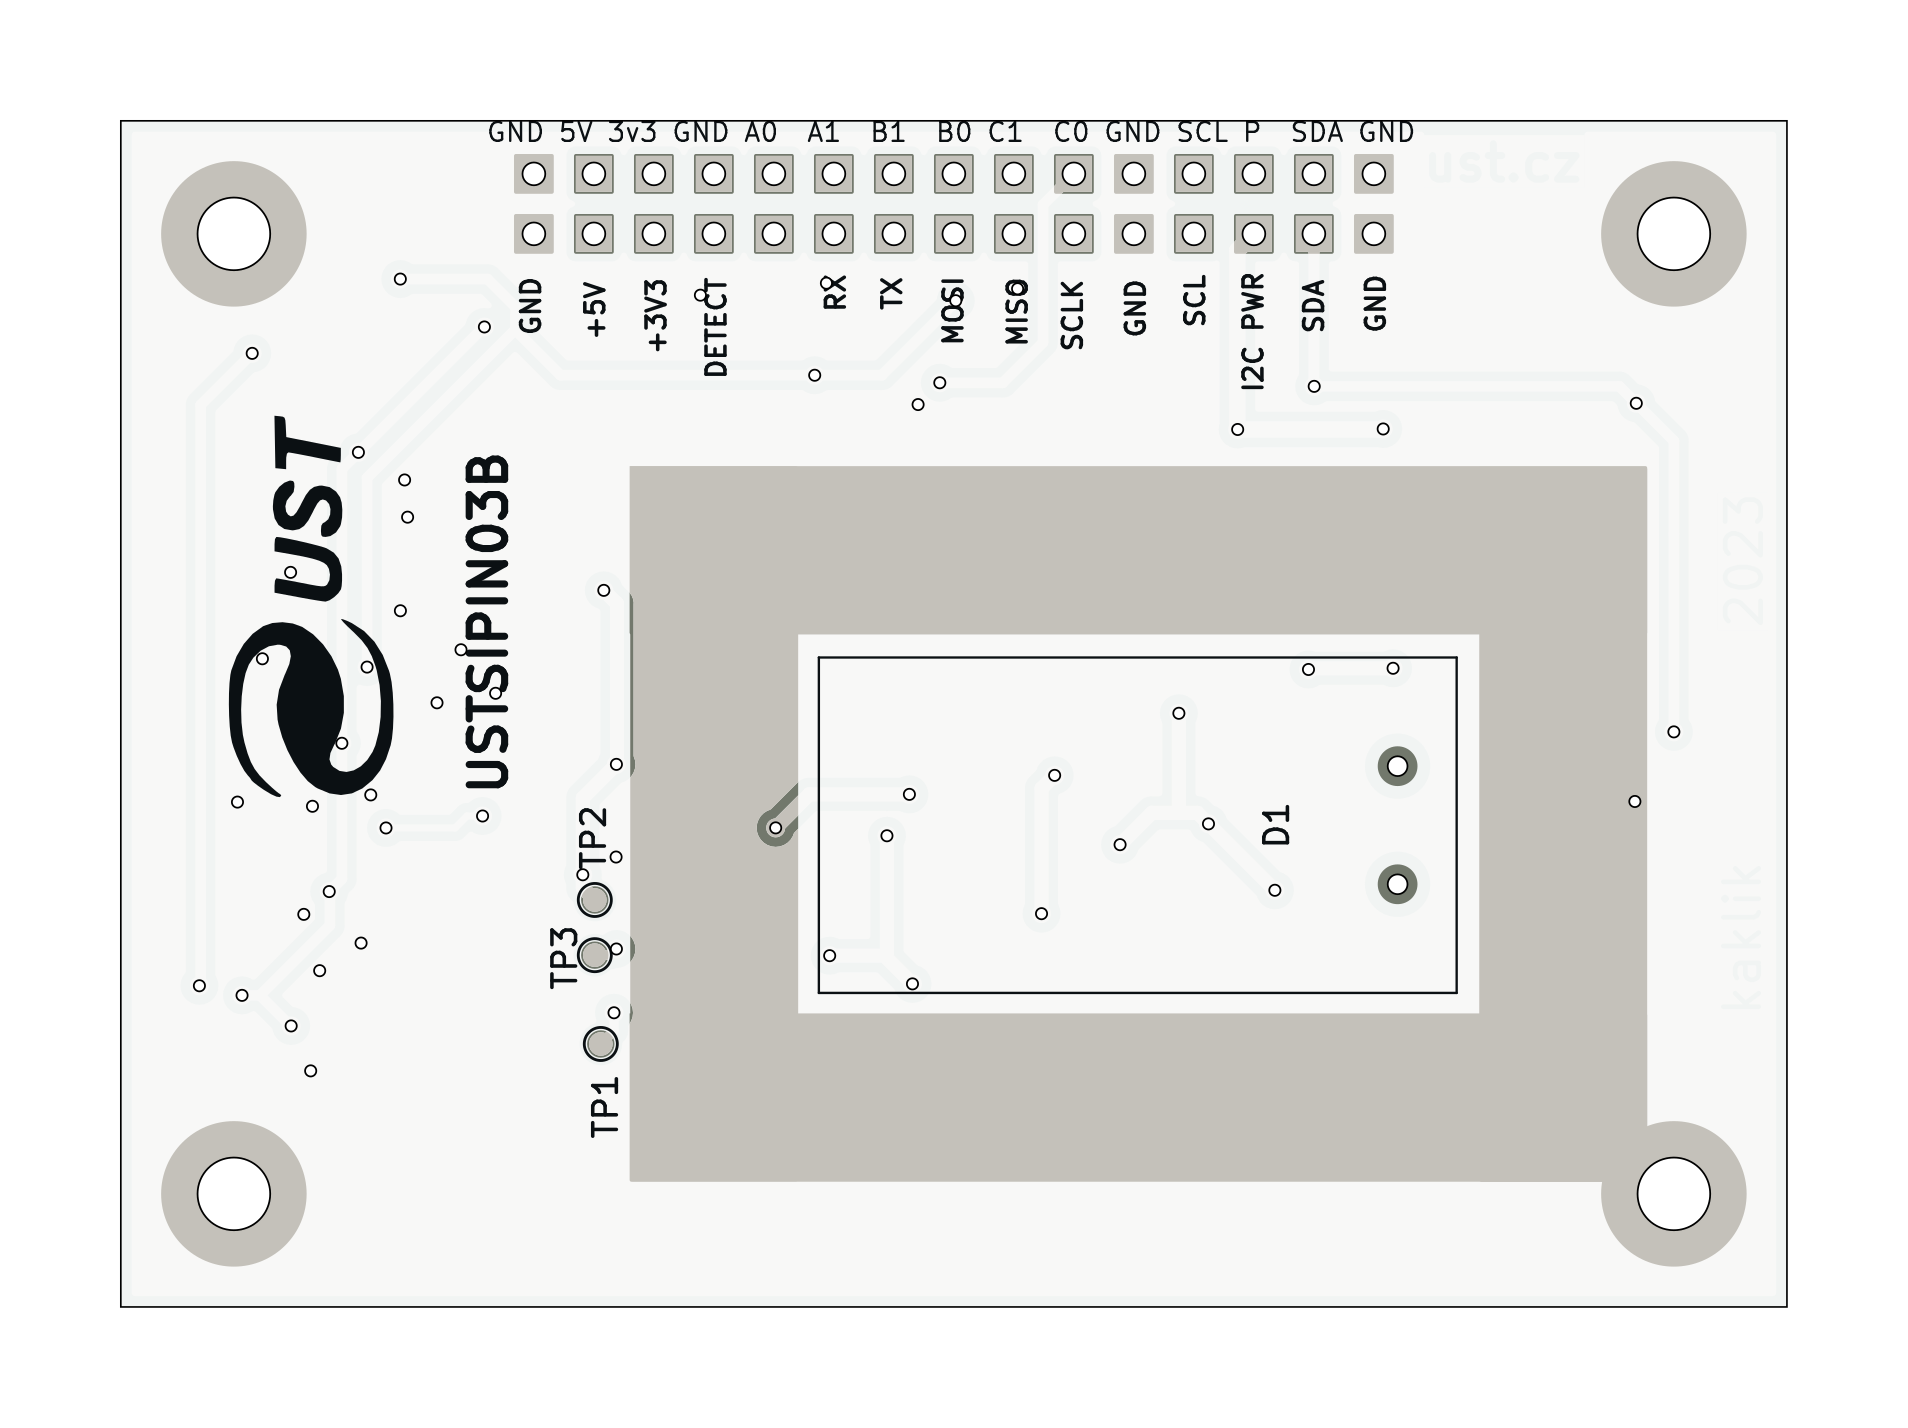 GND 5V 3v3 GND A0 A1 B1 B0 C1 C0 GND SCL P SDA GND
ust.cz
GND
+5V
+3V3
DETECT
RX
TX
MOSI
MISO
SCLK
GND
SCL
I2C PWR
SDA
GND
UST
USTSIPIN03B
2023
D1
TP2
TP3
kaklik
TP1